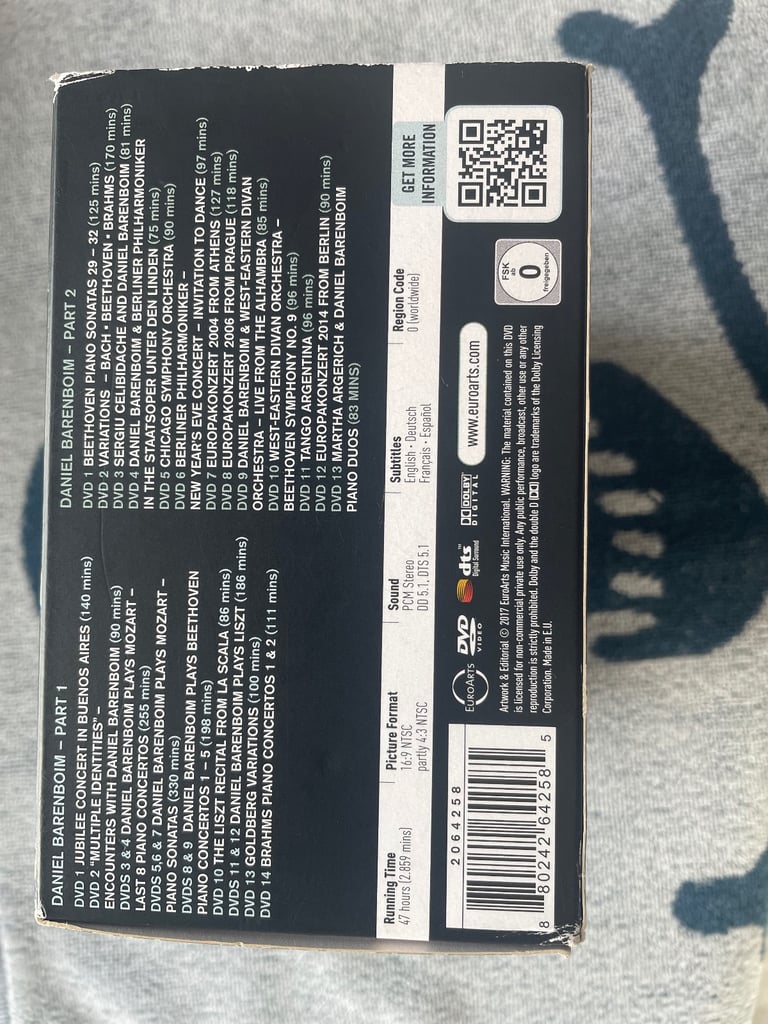 DANIEL BARENBOIM – PART 1
DVD 1 JUBILEE CONCERT IN BUENOS AIRES (140 mins)
DVD 2 "MULTIPLE IDENTITIES" –
ENCOUNTERS WITH DANIEL BARENBOIM (90 mins)
DVDS 3 & 4 DANIEL BARENBOIM PLAYS MOZART –
LAST 8 PIANO CONCERTOS (255 mins)
DVDS 5,6 & 7 DANIEL BARENBOIM PLAYS MOZART –
PIANO SONATAS (330 mins)
DVDS 8 & 9 DANIEL BARENBOIM PLAYS BEETHOVEN
PIANO CONCERTOS 1 – 5 (198 mins)
DVD 10 THE LISZT RECITAL FROM LA SCALA (86 mins)
DVDS 11 & 12 DANIEL BARENBOIM PLAYS LISZT (186 mins)
DVD 13 GOLDBERG VARIATIONS (100 mins)
DVD 14 BRAHMS PIANO CONCERTOS 1 & 2 (111 mins)
DANIEL BARENBOIM – PART 2
DVD 1 BEETHOVEN PIANO SONATAS 29 – 32 (125 mins)
DVD 2 VARIATIONS – BACH • BEETHOVEN • BRAHMS (170 mins)
DVD 3 SERGIU CELIBIDACHE AND DANIEL BARENBOIM (81 mins)
DVD 4 DANIEL BARENBOIM & BERLINER PHILHARMONIKER
IN THE STAATSOPER UNTER DEN LINDEN (75 mins)
DVD 5 CHICAGO SYMPHONY ORCHESTRA (90 mins)
DVD 6 BERLINER PHILHARMONIKER –
NEW YEAR'S EVE CONCERT – INVITATION TO DANCE (97 mins)
DVD 7 EUROPAKONZERT 2004 FROM ATHENS (127 mins)
DVD 8 EUROPAKONZERT 2006 FROM PRAGUE (118 mins)
DVD 9 DANIEL BARENBOIM & WEST-EASTERN DIVAN
ORCHESTRA – LIVE FROM THE ALHAMBRA (85 mins)
DVD 10 WEST-EASTERN DIVAN ORCHESTRA –
BEETHOVEN SYMPHONY NO. 9 (96 mins)
DVD 11 TANGO ARGENTINA (96 mins)
DVD 12 EUROPAKONZERT 2014 FROM BERLIN (90 mins)
DVD 13 MARTHA ARGERICH & DANIEL BARENBOIM
PIANO DUOS (83 MINS)
Running Time
47 hours (2.859 mins)
Picture Format
16:9 NTSC
partly 4:3 NTSC
Sound
PCM Stereo
DD 5.1, DTS 5.1
Subtitles
English • Deutsch
Français • Español
Region Code
0 (worldwide)
GET MORE
INFORMATION
2064258
8 80242 64258 5
EUROARTS
DVD
VIDEO
dts™
Digital Surround
DOLBY
DIGITAL
www.euroarts.com
FSK
ab
0
freigegeben
Artwork & Editorial © 2017 EuroArts Music International. WARNING: The material contained on this DVD
is licensed for non-commercial private use only. Any public performance, broadcast, other use or any other
reproduction is strictly prohibited. Dolby and the double D logo are trademarks of the Dolby Licensing
Corporation. Made in E.U.